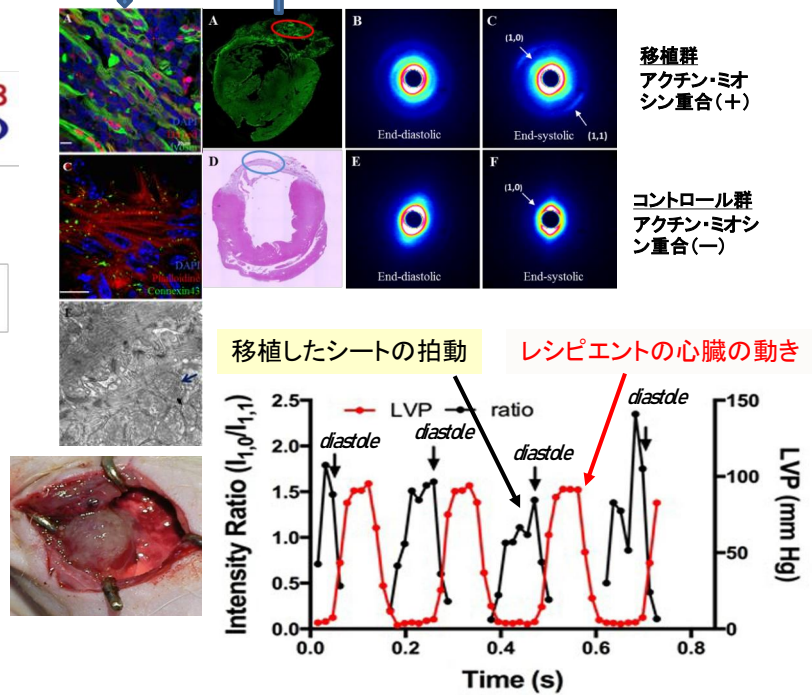 A
DAPI
A
B
C
(1,0)
(1,1)
End-diastolic
End-systolic
移植群
アクチン・ミオ
シン重合(+)
C
DAPI
Phalloidine
Connexin43
D
E
F
(1,0)
End-diastolic
End-systolic
コントロール群
アクチン・ミオシ
ン重合(－)
移植したシートの拍動
レシピエントの心臓の動き
LVP
ratio
diastole
diastole
diastole
diastole
Intensity Ratio (I1,0/I1,1)
2.5
2.0
1.5
1.0
0.5
0.0
0.0
0.2
0.4
0.6
0.8
Time (s)
150
100
50
0
LVP (mm Hg)